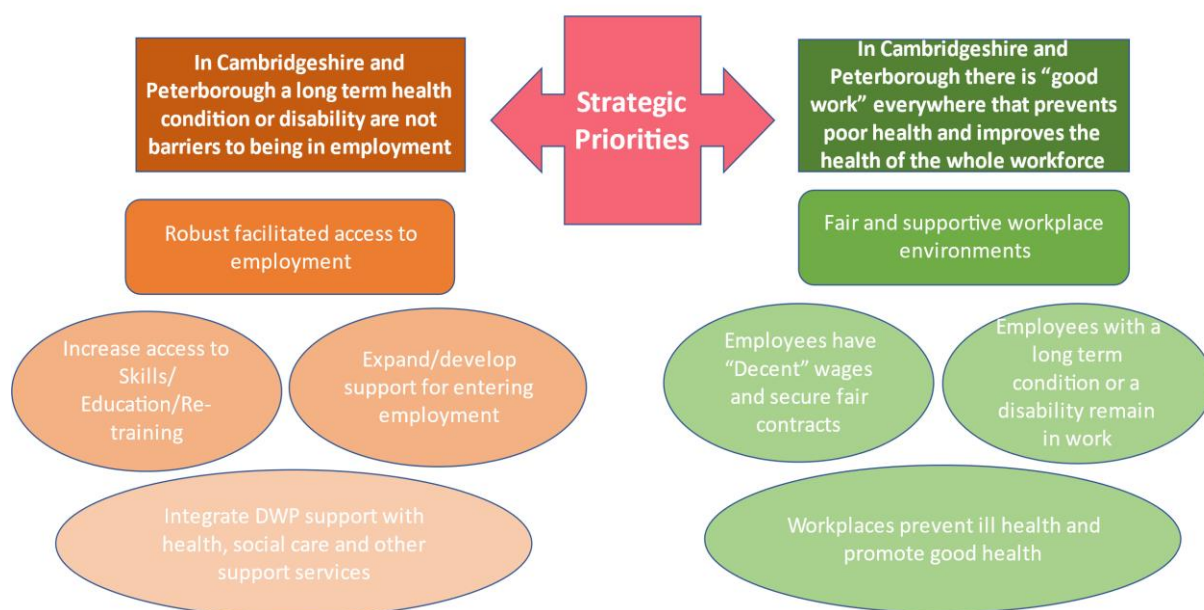 In Cambridgeshire and
Peterborough a long term health
condition or disability are not
barriers to being in employment
Strategic
Priorities
In Cambridgeshire and
Peterborough there is “good
work” everywhere that prevents
poor health and improves the
health of the whole workforce
Robust facilitated access to
employment
Fair and supportive workplace
environments
Increase access to
Skills/
Education/Re-
training
Expand/develop
support for entering
employment
Employees have
“Decent” wages
and secure fair
contracts
Employees with a
long term
condition or a
disability remain
in work
Integrate DWP support with
health, social care and other
support services
Workplaces prevent ill health and
promote good health